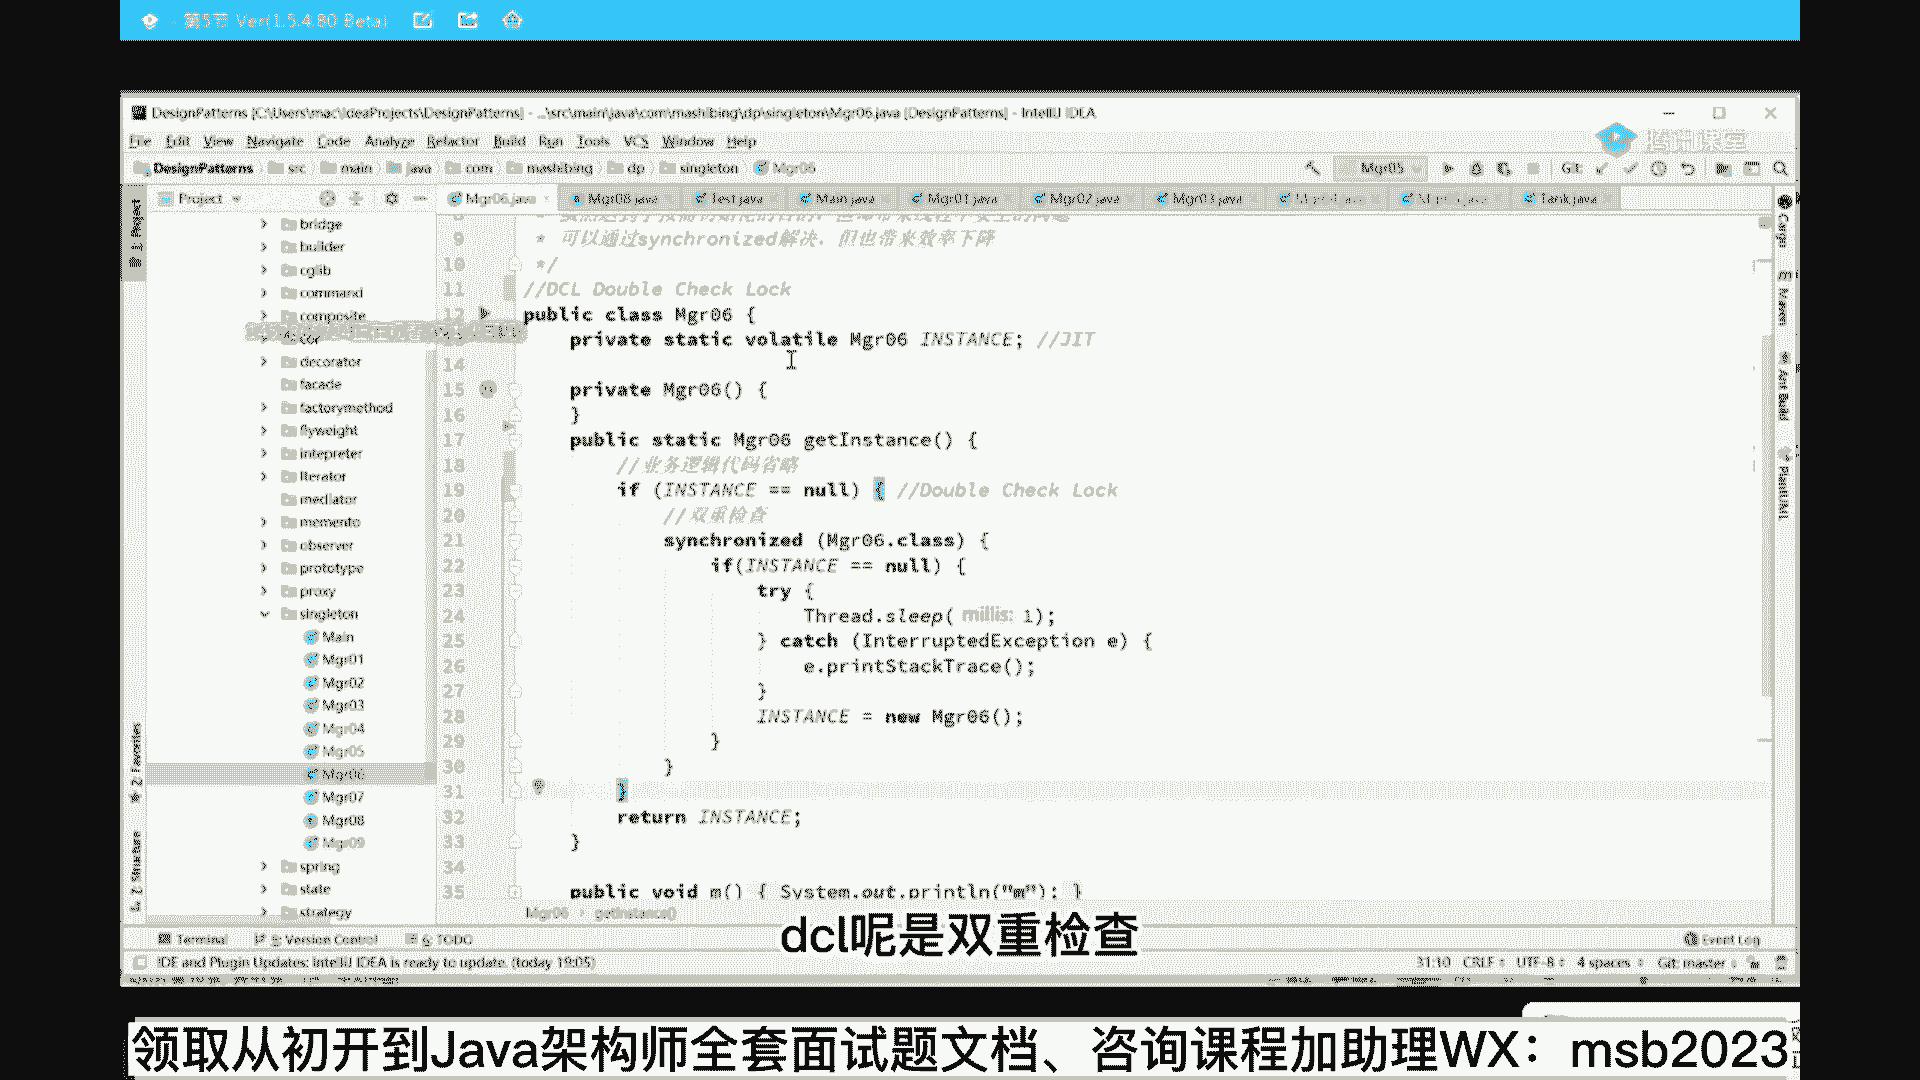 第5节 Ver(1.5.4.80 Beta)
DesignPatterns [C:\Users\mac\IdeaProjects\DesignPatterns] - ...\src\main\java\com\mashibing\dp\singleton\Mgr06.java [DesignPatterns] - IntelliJ IDEA
File Edit View Navigate Code Analyze Refactor Build Run Tools VCS Window Help
腾讯课堂
DesignPatterns src main java com mashibing dp singleton Mgr06
Mgr05
Git:
Project
Mgr06.java Mgr08.java Test.java Main.java Mgr01.java Mgr02.java Mgr03.java Tank.java
1: Project
bridge
builder
cglib
command
composite
cor
decorator
facade
factorymethod
flyweight
intepreter
iterator
mediator
memento
observer
prototype
proxy
singleton
Main
Mgr01
Mgr02
Mgr03
Mgr04
Mgr05
Mgr06
Mgr07
Mgr08
Mgr09
spring
state
strategy
2: Favorites
Z: Structure
9 * 可以通过synchronized解决，但也带来效率下降
10 */
11 //DCL Double Check Lock
12 public class Mgr06 {
private static volatile Mgr06 INSTANCE; //JIT
14
15 private Mgr06() {
16 }
17 public static Mgr06 getInstance() {
18 //业务逻辑代码省略
19 if (INSTANCE == null) { //Double Check Lock
20 //双重检查
21 synchronized (Mgr06.class) {
22 if(INSTANCE == null) {
23 try {
24 Thread.sleep( millis: 1);
25 } catch (InterruptedException e) {
26 e.printStackTrace();
27 }
28 INSTANCE = new Mgr06();
29 }
30 }
31 }
32 return INSTANCE;
33 }
34
35 public void m() { System.out.println("m"); }
Mgr06 › getInstance()
Maven
Ant Build
PlantUML
dcl呢是双重检查
Terminal 9: Version Control 6: TODO
Event Log
IDE and Plugin Updates: IntelliJ IDEA is ready to update. (today 19:05)
31:10 CRLF UTF-8 4 spaces Git: master
领取从初开到Java架构师全套面试题文档、咨询课程加助理WX：msb2023